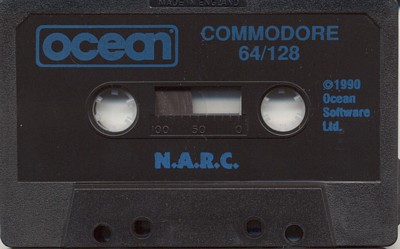 ocean
COMMODORE
64/128
©1990
Ocean
Software
Ltd.
100 50 0
N.A.R.C.